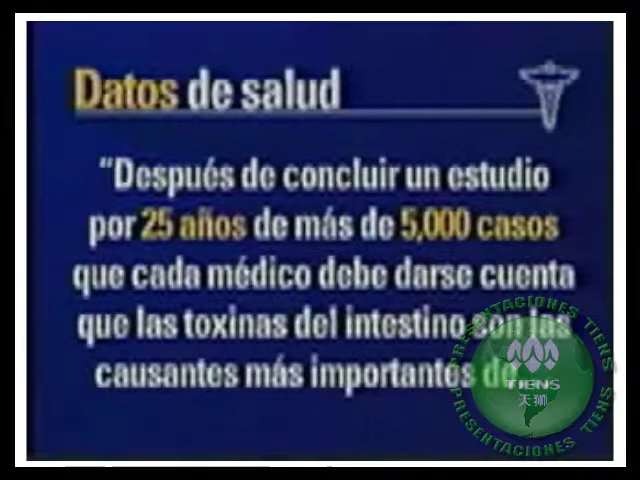 Datos de salud
"Después de concluir un estudio
por 25 años de más de 5,000 casos
que cada médico debe darse cuenta
que las toxinas del intestino son las
causantes más importantes de
PRESENTACIONES TIENS
TIENS
天狮
PRESENTACIONES TIENS